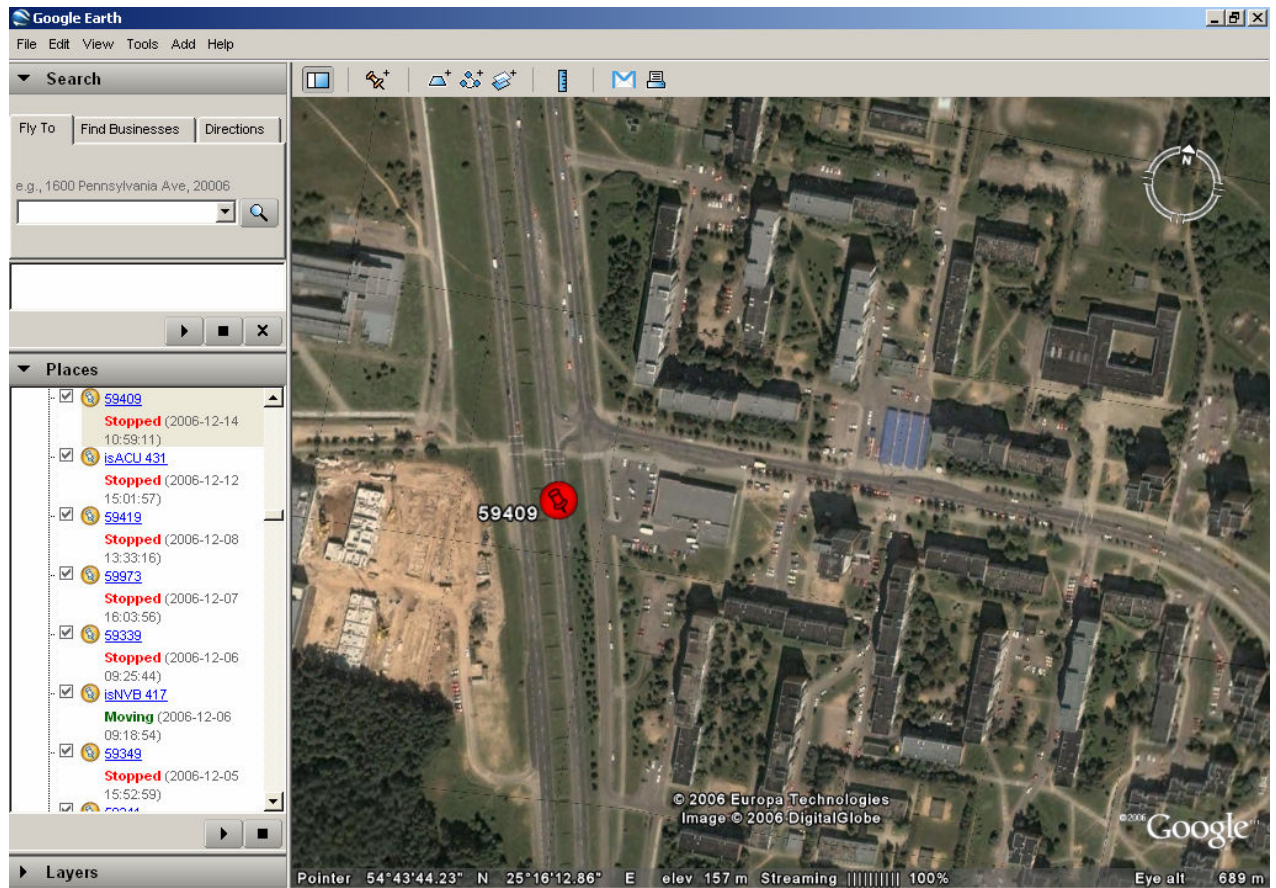 Google Earth
File Edit View Tools Add Help
Search
Fly To Find Businesses Directions
e.g., 1600 Pennsylvania Ave, 20006
Places
59409
Stopped (2006-12-14
10:59:11)
isACU 431
Stopped (2006-12-12
15:01:57)
59419
Stopped (2006-12-08
13:33:16)
59973
Stopped (2006-12-07
16:03:56)
59339
Stopped (2006-12-06
09:25:44)
isNVB 417
Moving (2006-12-06
09:18:54)
59349
Stopped (2006-12-05
15:52:59)
Layers
N
59409
© 2006 Europa Technologies
Image © 2006 DigitalGlobe
©2006 Google
Pointer 54°43'44.23" N 25°16'12.86" E elev 157 m Streaming ||||||||| 100% Eye alt 689 m